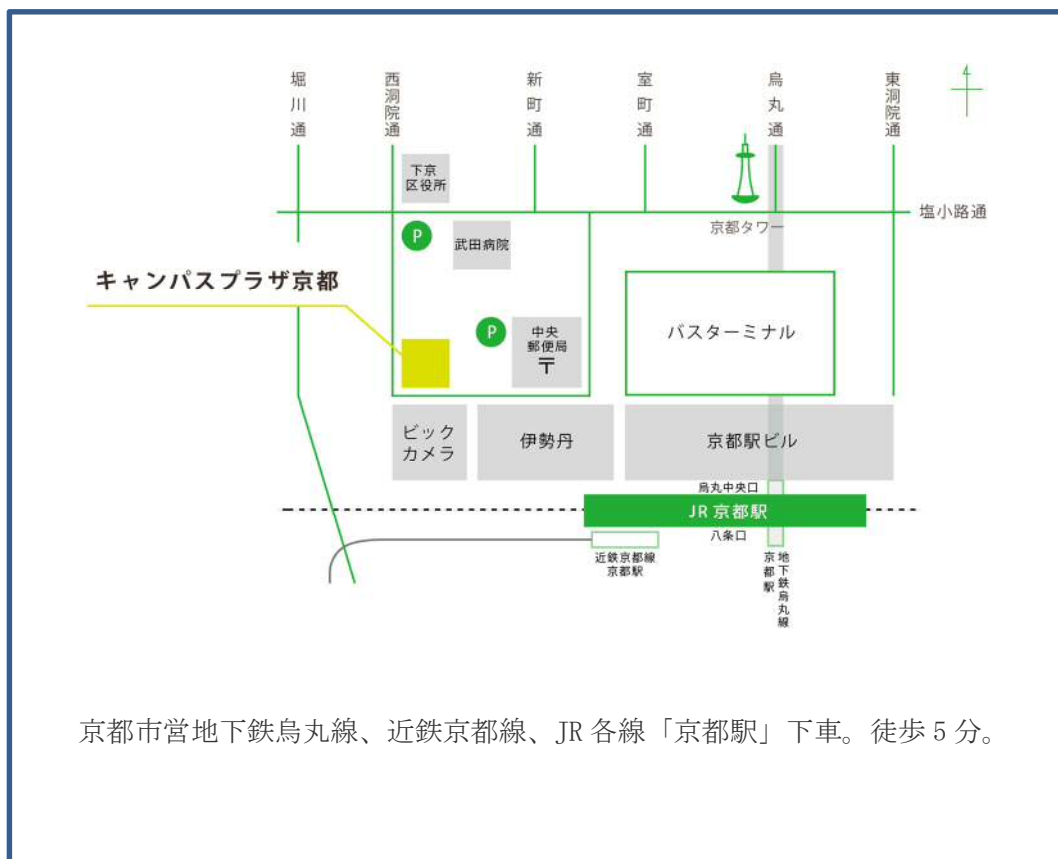 堀川通
西洞院通
新町通
室町通
烏丸通
東洞院通
下京
区役所
塩小路通
京都タワー
P
武田病院
キャンパスプラザ京都
P
中央
郵便局
〒
バスターミナル
ビック
カメラ
伊勢丹
京都駅ビル
烏丸中央口
JR 京都駅
八条口
近鉄京都線
京都駅
地下鉄烏丸線
京都駅
京都市営地下鉄烏丸線、近鉄京都線、JR 各線「京都駅」下車。徒歩 5 分。